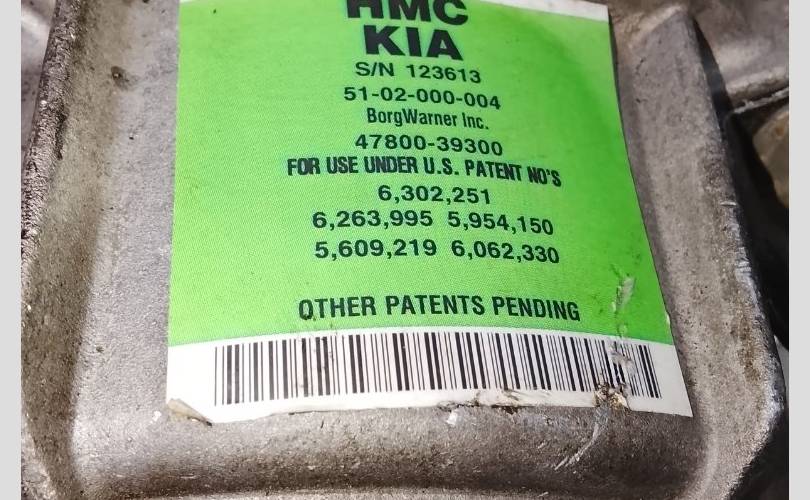 HMC
KIA
S/N 123613
51-02-000-004
BorgWarner Inc.
47800-39300
FOR USE UNDER U.S. PATENT NO'S
6,302,251
6,263,995 5,954,150
5,609,219 6,062,330
OTHER PATENTS PENDING